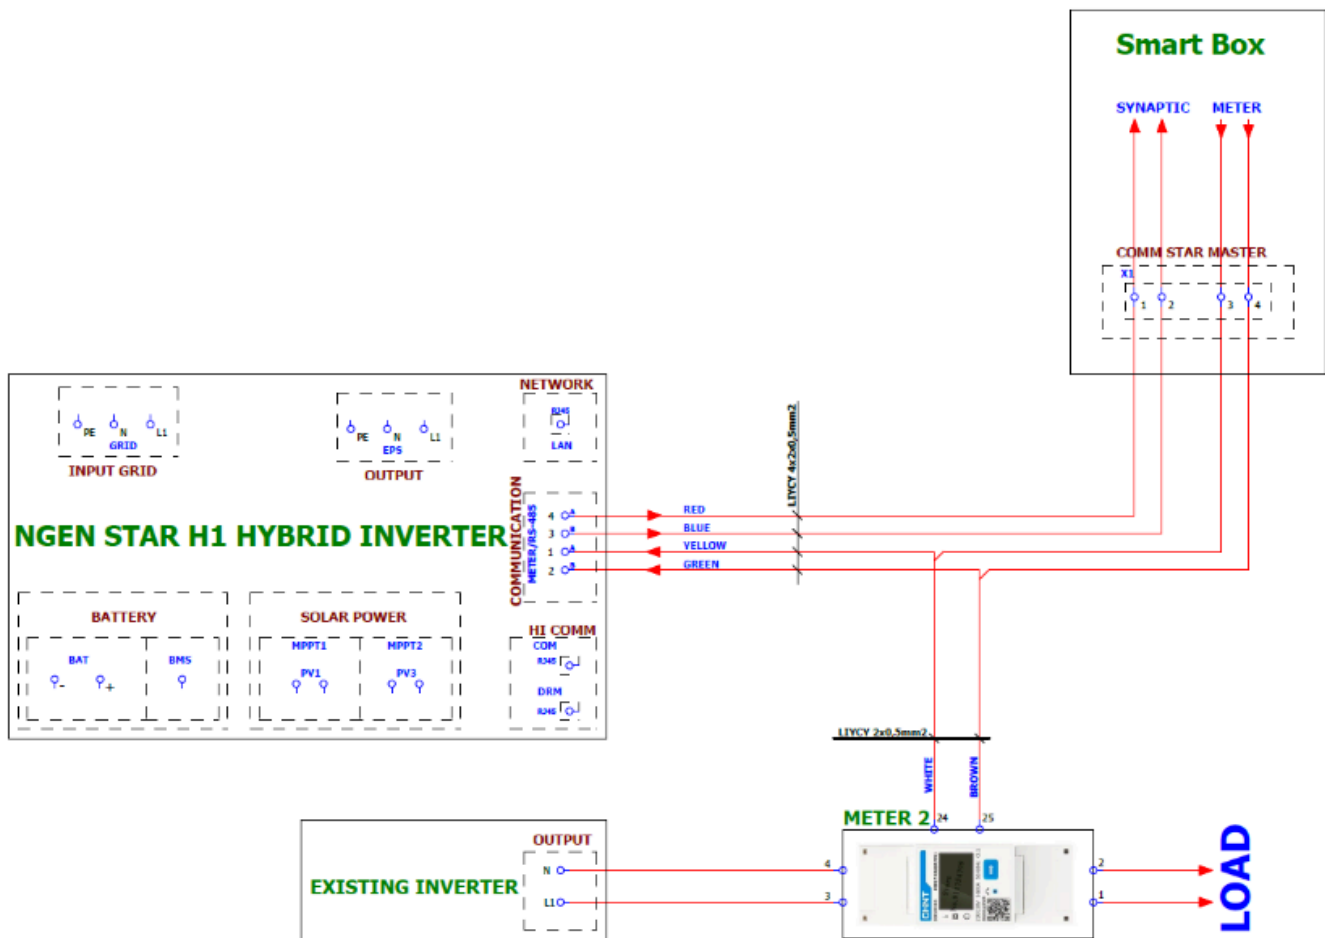 Smart Box
SYNAPTIC METER
COMM STAR MASTER
X1
1 2 3 4
NETWORK
RJ45
LAN
PE N L1
GRID
INPUT GRID
PE N L1
EPS
OUTPUT
LIYCY 4x2x0,5mm2
NGEN STAR H1 HYBRID INVERTER
COMMUNICATION
METER/RS-485
4 A RED
3 B BLUE
1 A YELLOW
2 B GREEN
BATTERY
BAT BMS
- +
SOLAR POWER
MPPT1 MPPT2
PV1 PV3
HI COMM
COM
RJ45
DRM
RJ45
LIYCY 2x0,5mm2
WHITE BROWN
METER 2 24 25
EXISTING INVERTER
OUTPUT
N
L1
4
3
CHNT
2
1
LOAD